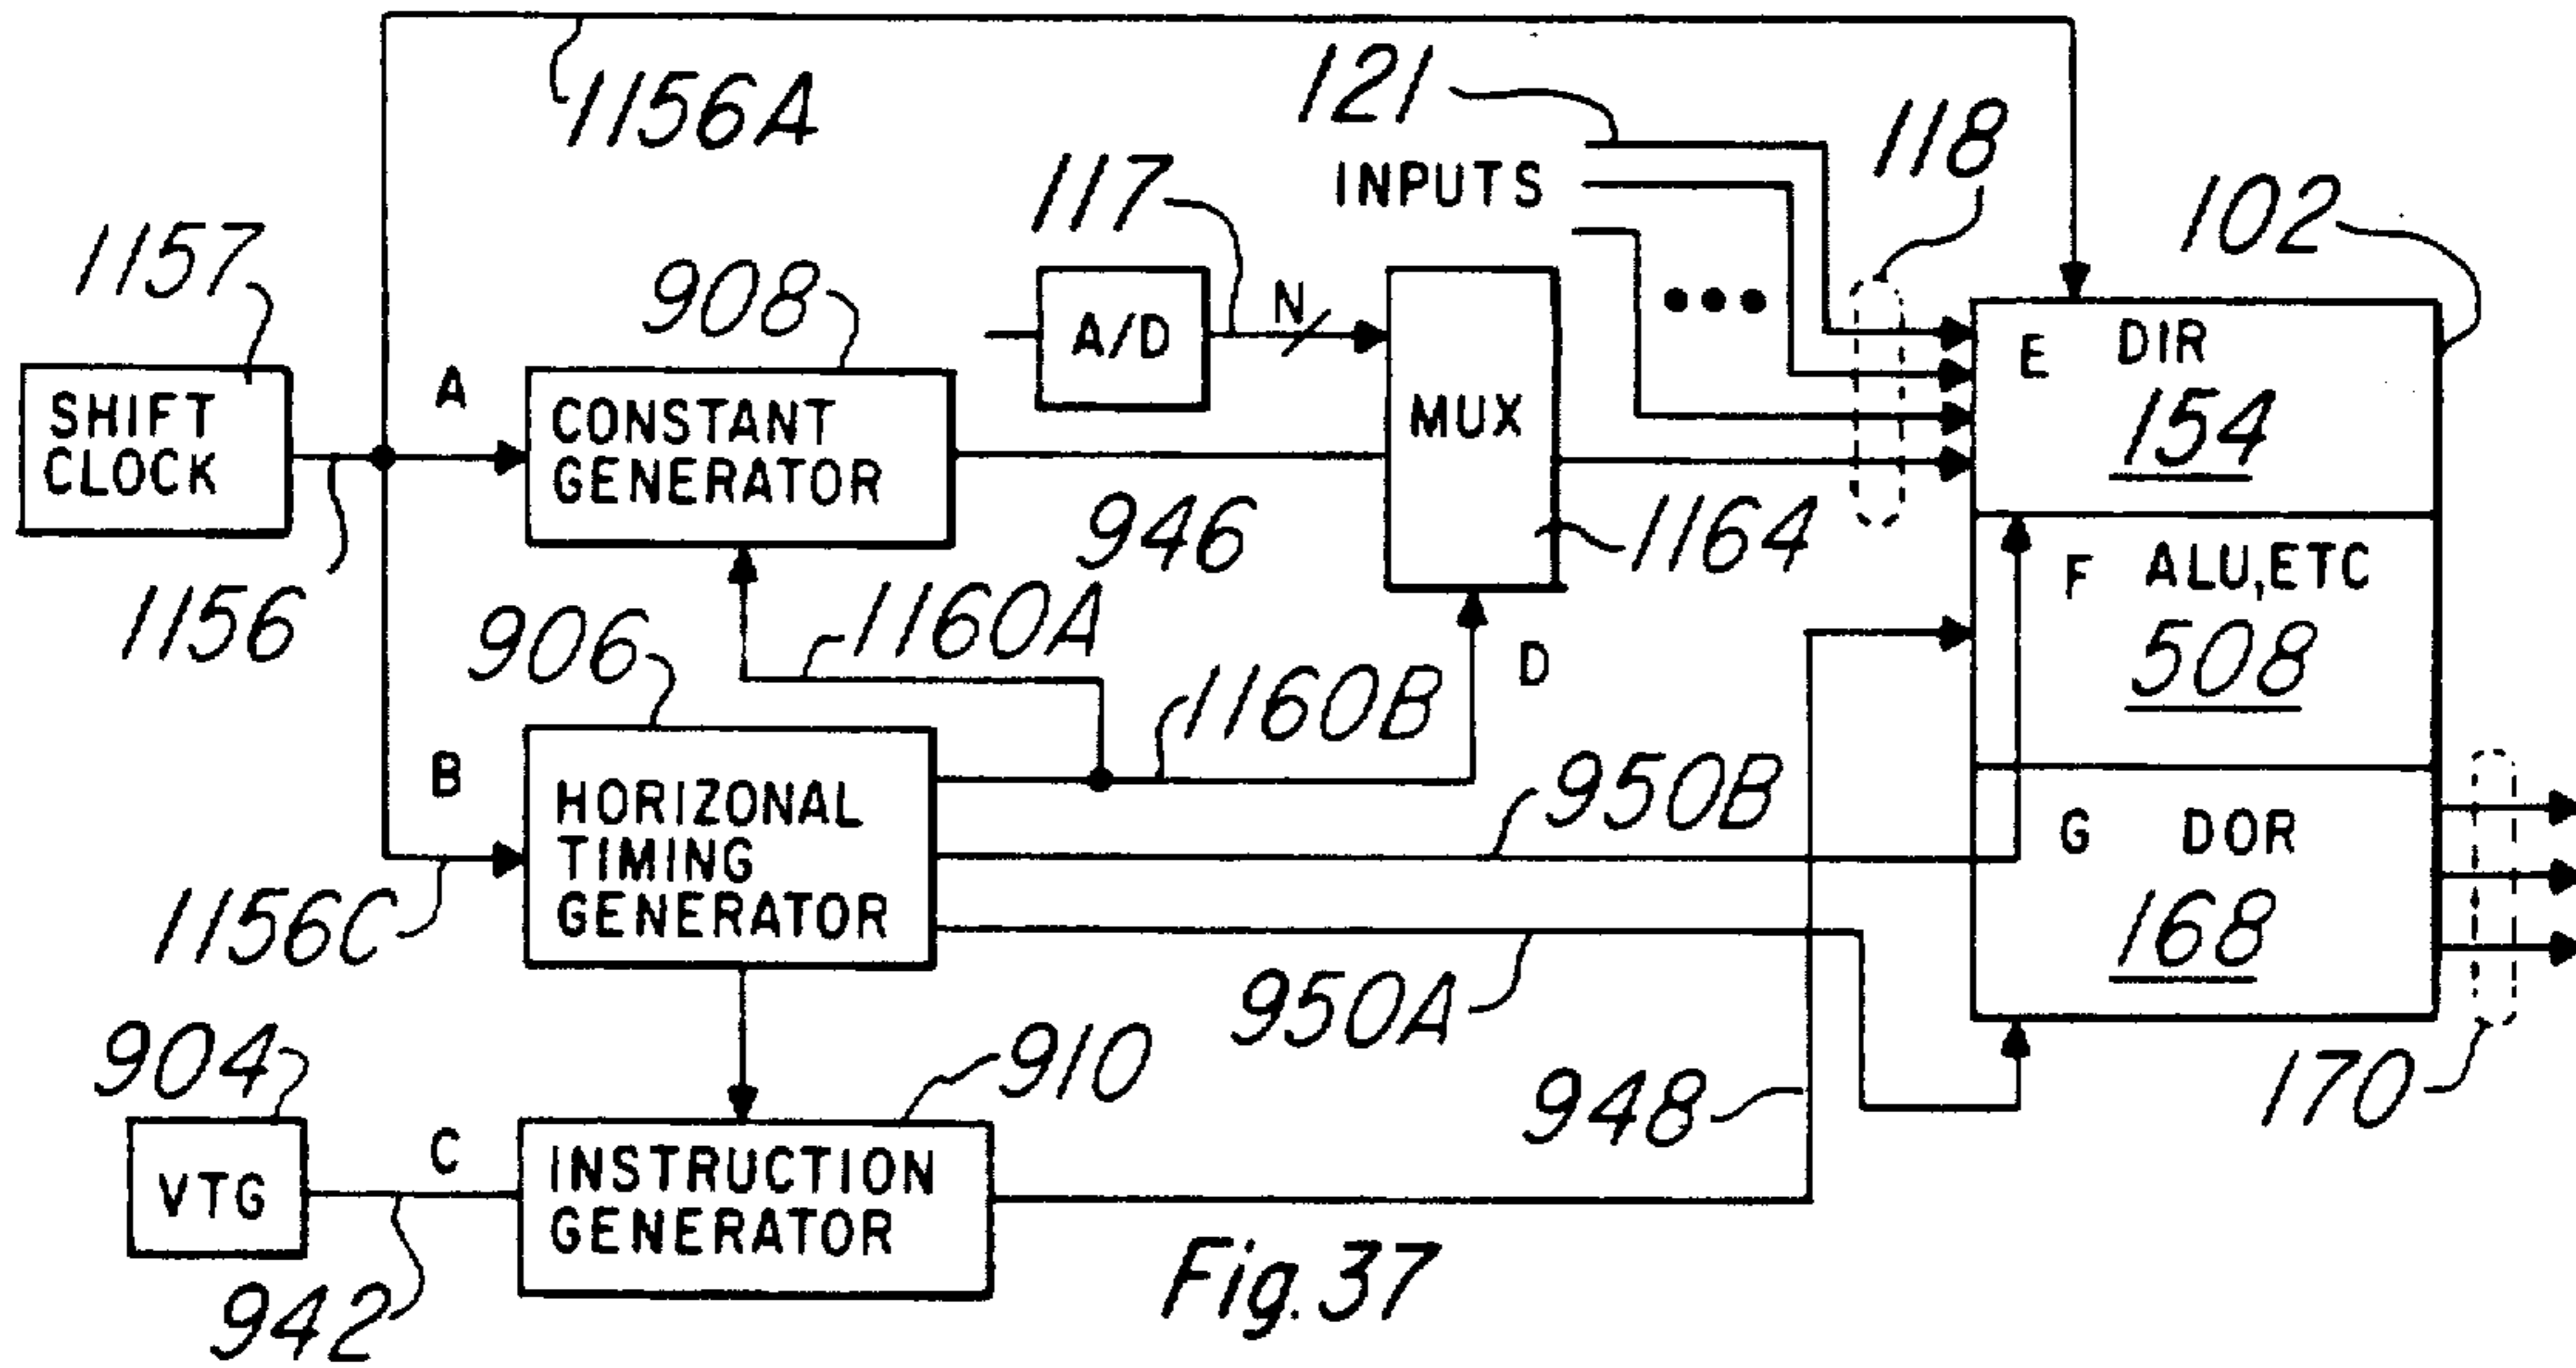 1156A
121
INPUTS
118
102
1157
908
117
N
A/D
SHIFT
CLOCK
A
CONSTANT
GENERATOR
MUX
E
DIR
154
1156
946
1164
F
ALU,ETC
508
906
1160A
1160B
D
B
HORIZONAL
TIMING
GENERATOR
950B
G
DOR
168
1156C
950A
904
910
948
170
VTG
C
INSTRUCTION
GENERATOR
942
Fig. 37